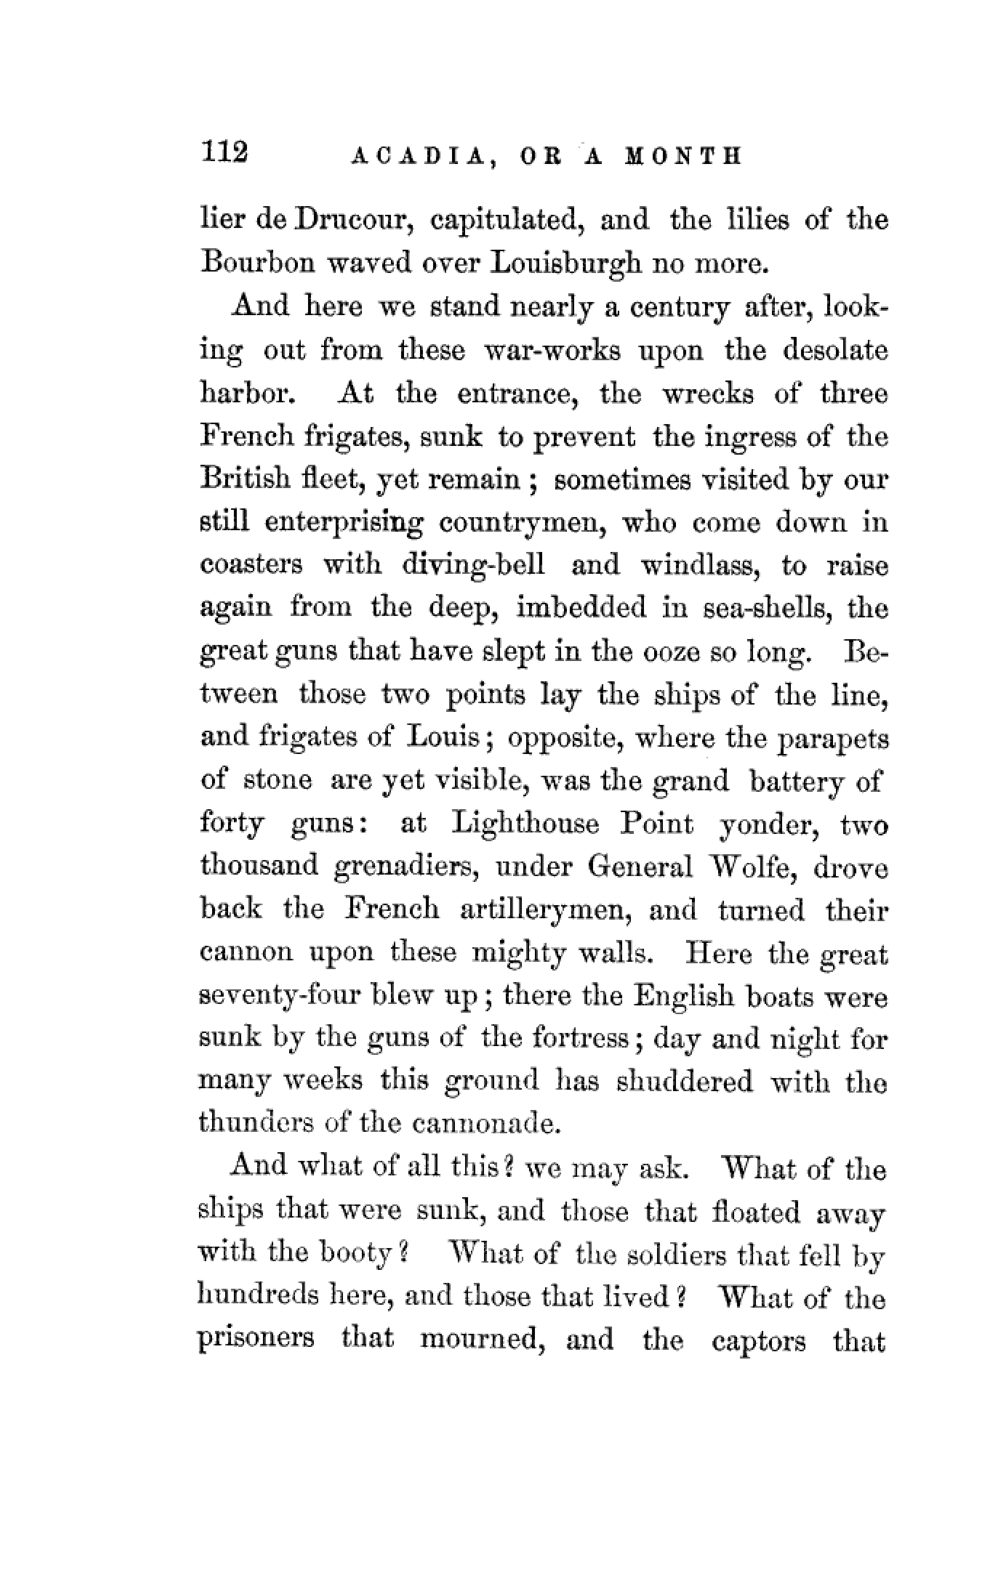 112 ACADIA, OR A MONTH
lier de Drucour, capitulated, and the lilies of the
Bourbon waved over Louisburgh no more.
And here we stand nearly a century after, look-
ing out from these war-works upon the desolate
harbor. At the entrance, the wrecks of three
French frigates, sunk to prevent the ingress of the
British fleet, yet remain; sometimes visited by our
still enterprising countrymen, who come down in
coasters with diving-bell and windlass, to raise
again from the deep, imbedded in sea-shells, the
great guns that have slept in the ooze so long. Be-
tween those two points lay the ships of the line,
and frigates of Louis; opposite, where the parapets
of stone are yet visible, was the grand battery of
forty guns: at Lighthouse Point yonder, two
thousand grenadiers, under General Wolfe, drove
back the French artillerymen, and turned their
cannon upon these mighty walls. Here the great
seventy-four blew up; there the English boats were
sunk by the guns of the fortress; day and night for
many weeks this ground has shuddered with the
thunders of the cannonade.
And what of all this? we may ask. What of the
ships that were sunk, and those that floated away
with the booty? What of the soldiers that fell by
hundreds here, and those that lived? What of the
prisoners that mourned, and the captors that